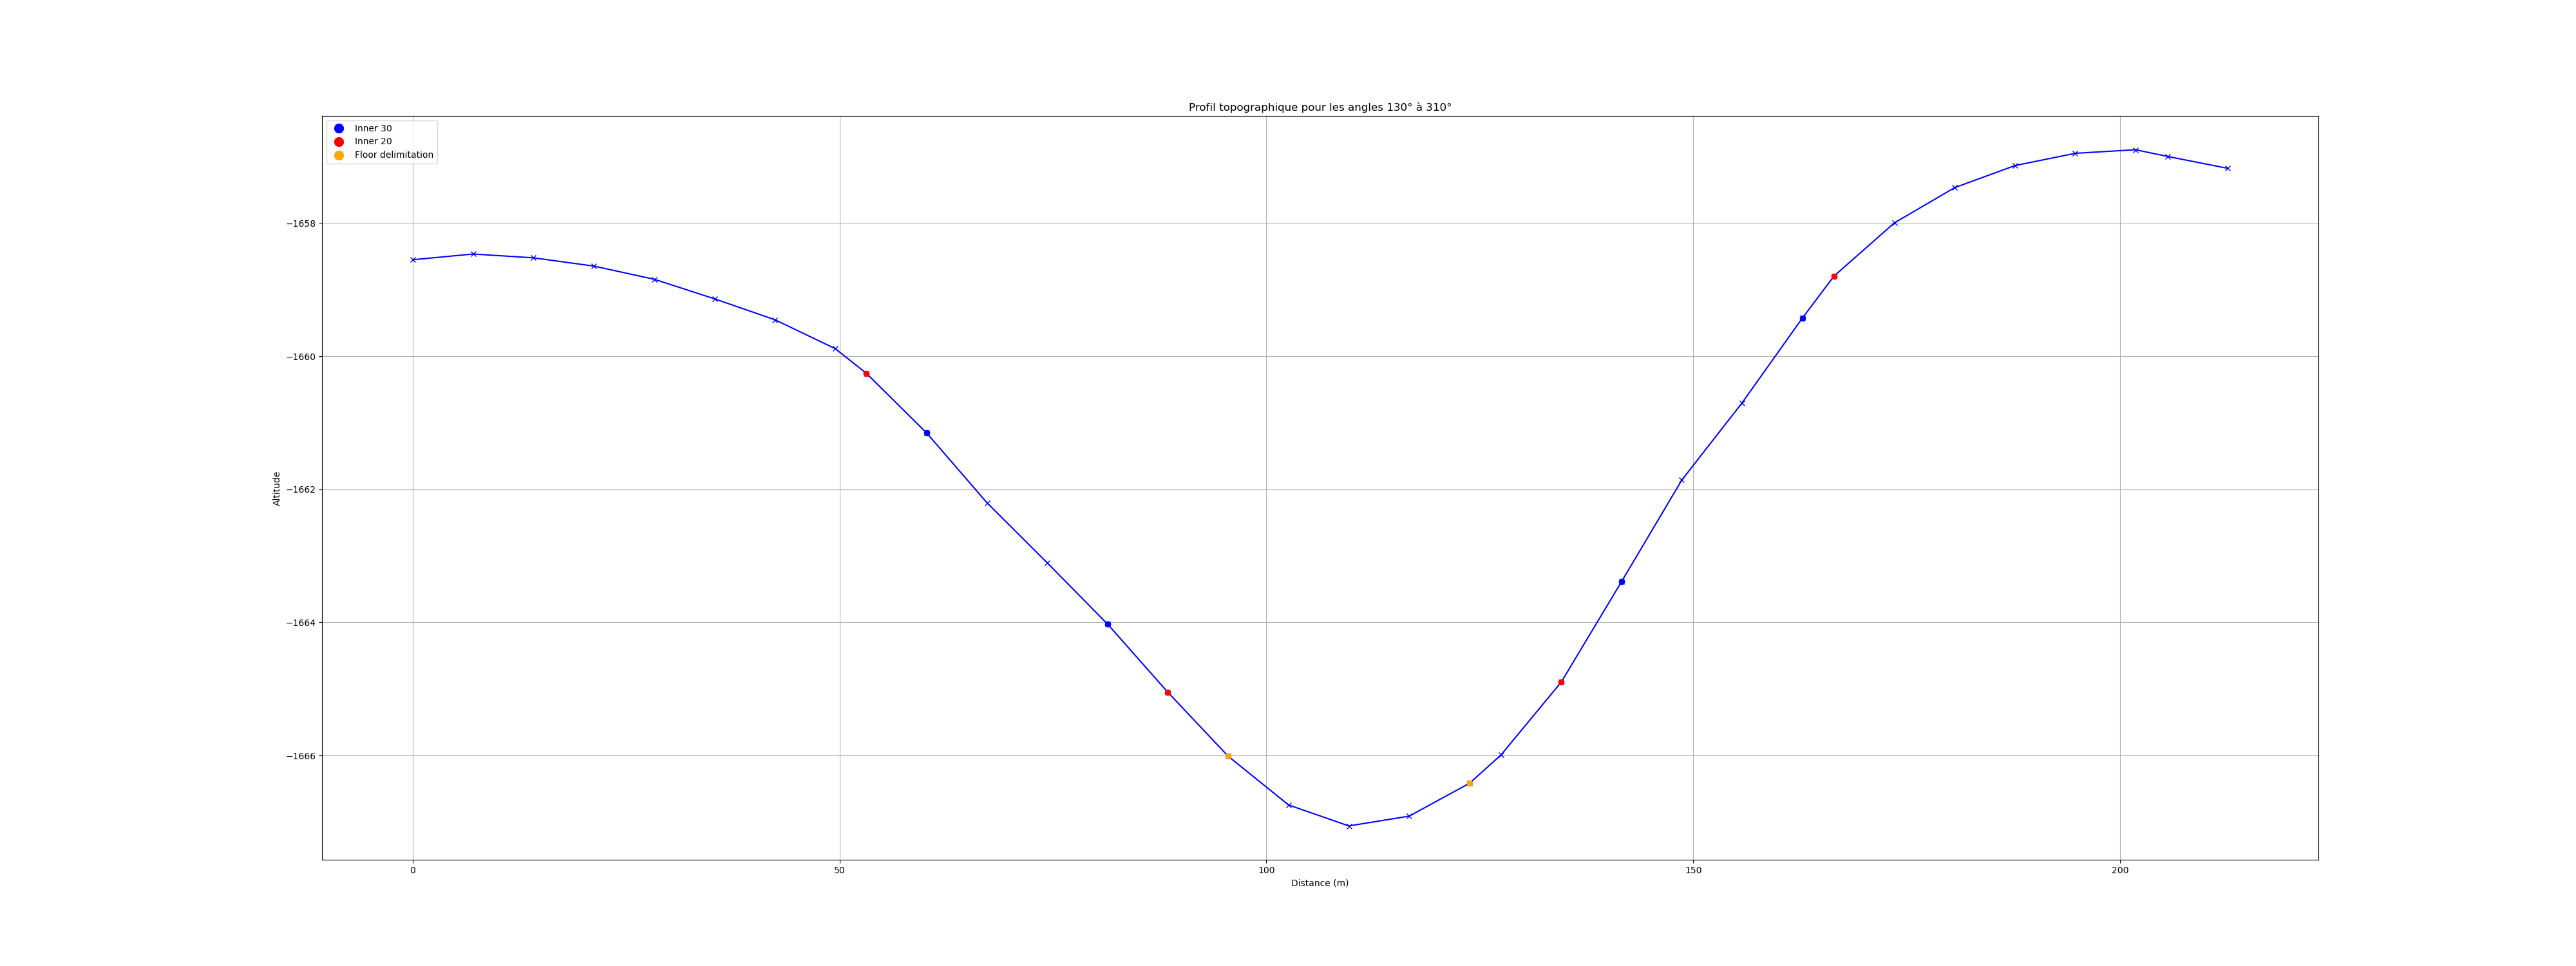 Profil topographique pour les angles 130° à 310°
Inner 30
Inner 20
Floor delimitation
−1658
−1660
−1662
−1664
−1666
Altitude
0
50
100
150
200
Distance (m)